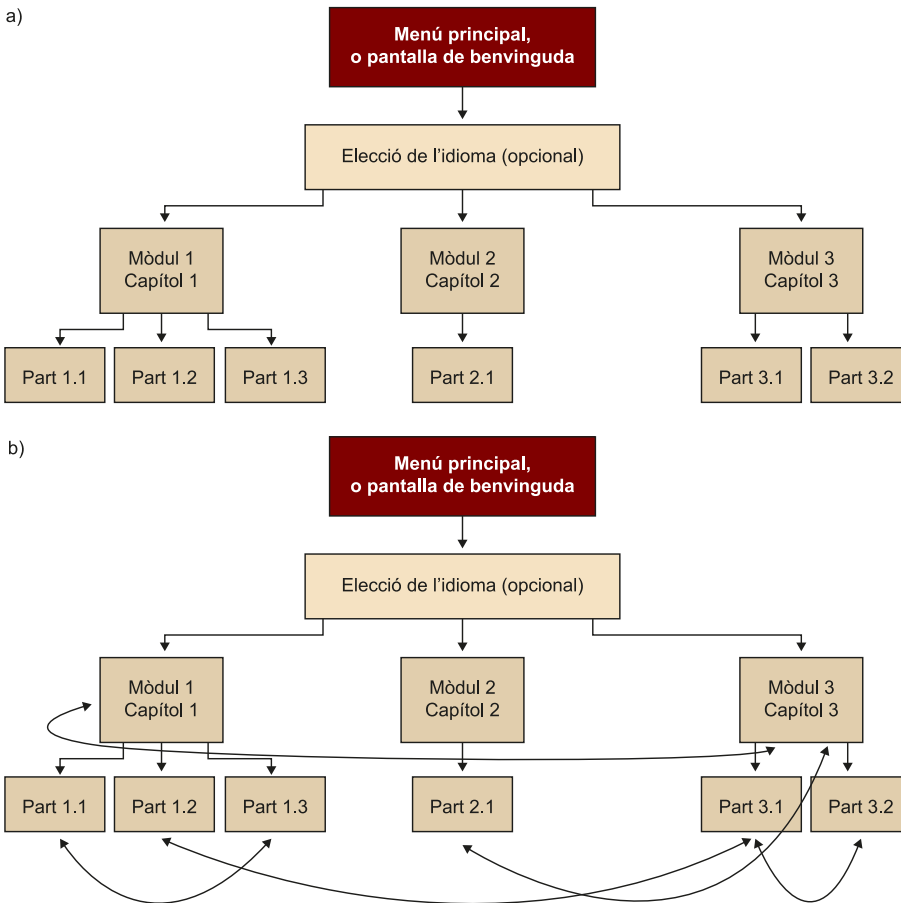 a)
Menú principal,
o pantalla de benvinguda
Elecció de l’idioma (opcional)
Mòdul 1
Capítol 1
Mòdul 2
Capítol 2
Mòdul 3
Capítol 3
Part 1.1
Part 1.2
Part 1.3
Part 2.1
Part 3.1
Part 3.2
b)
Menú principal,
o pantalla de benvinguda
Elecció de l’idioma (opcional)
Mòdul 1
Capítol 1
Mòdul 2
Capítol 2
Mòdul 3
Capítol 3
Part 1.1
Part 1.2
Part 1.3
Part 2.1
Part 3.1
Part 3.2